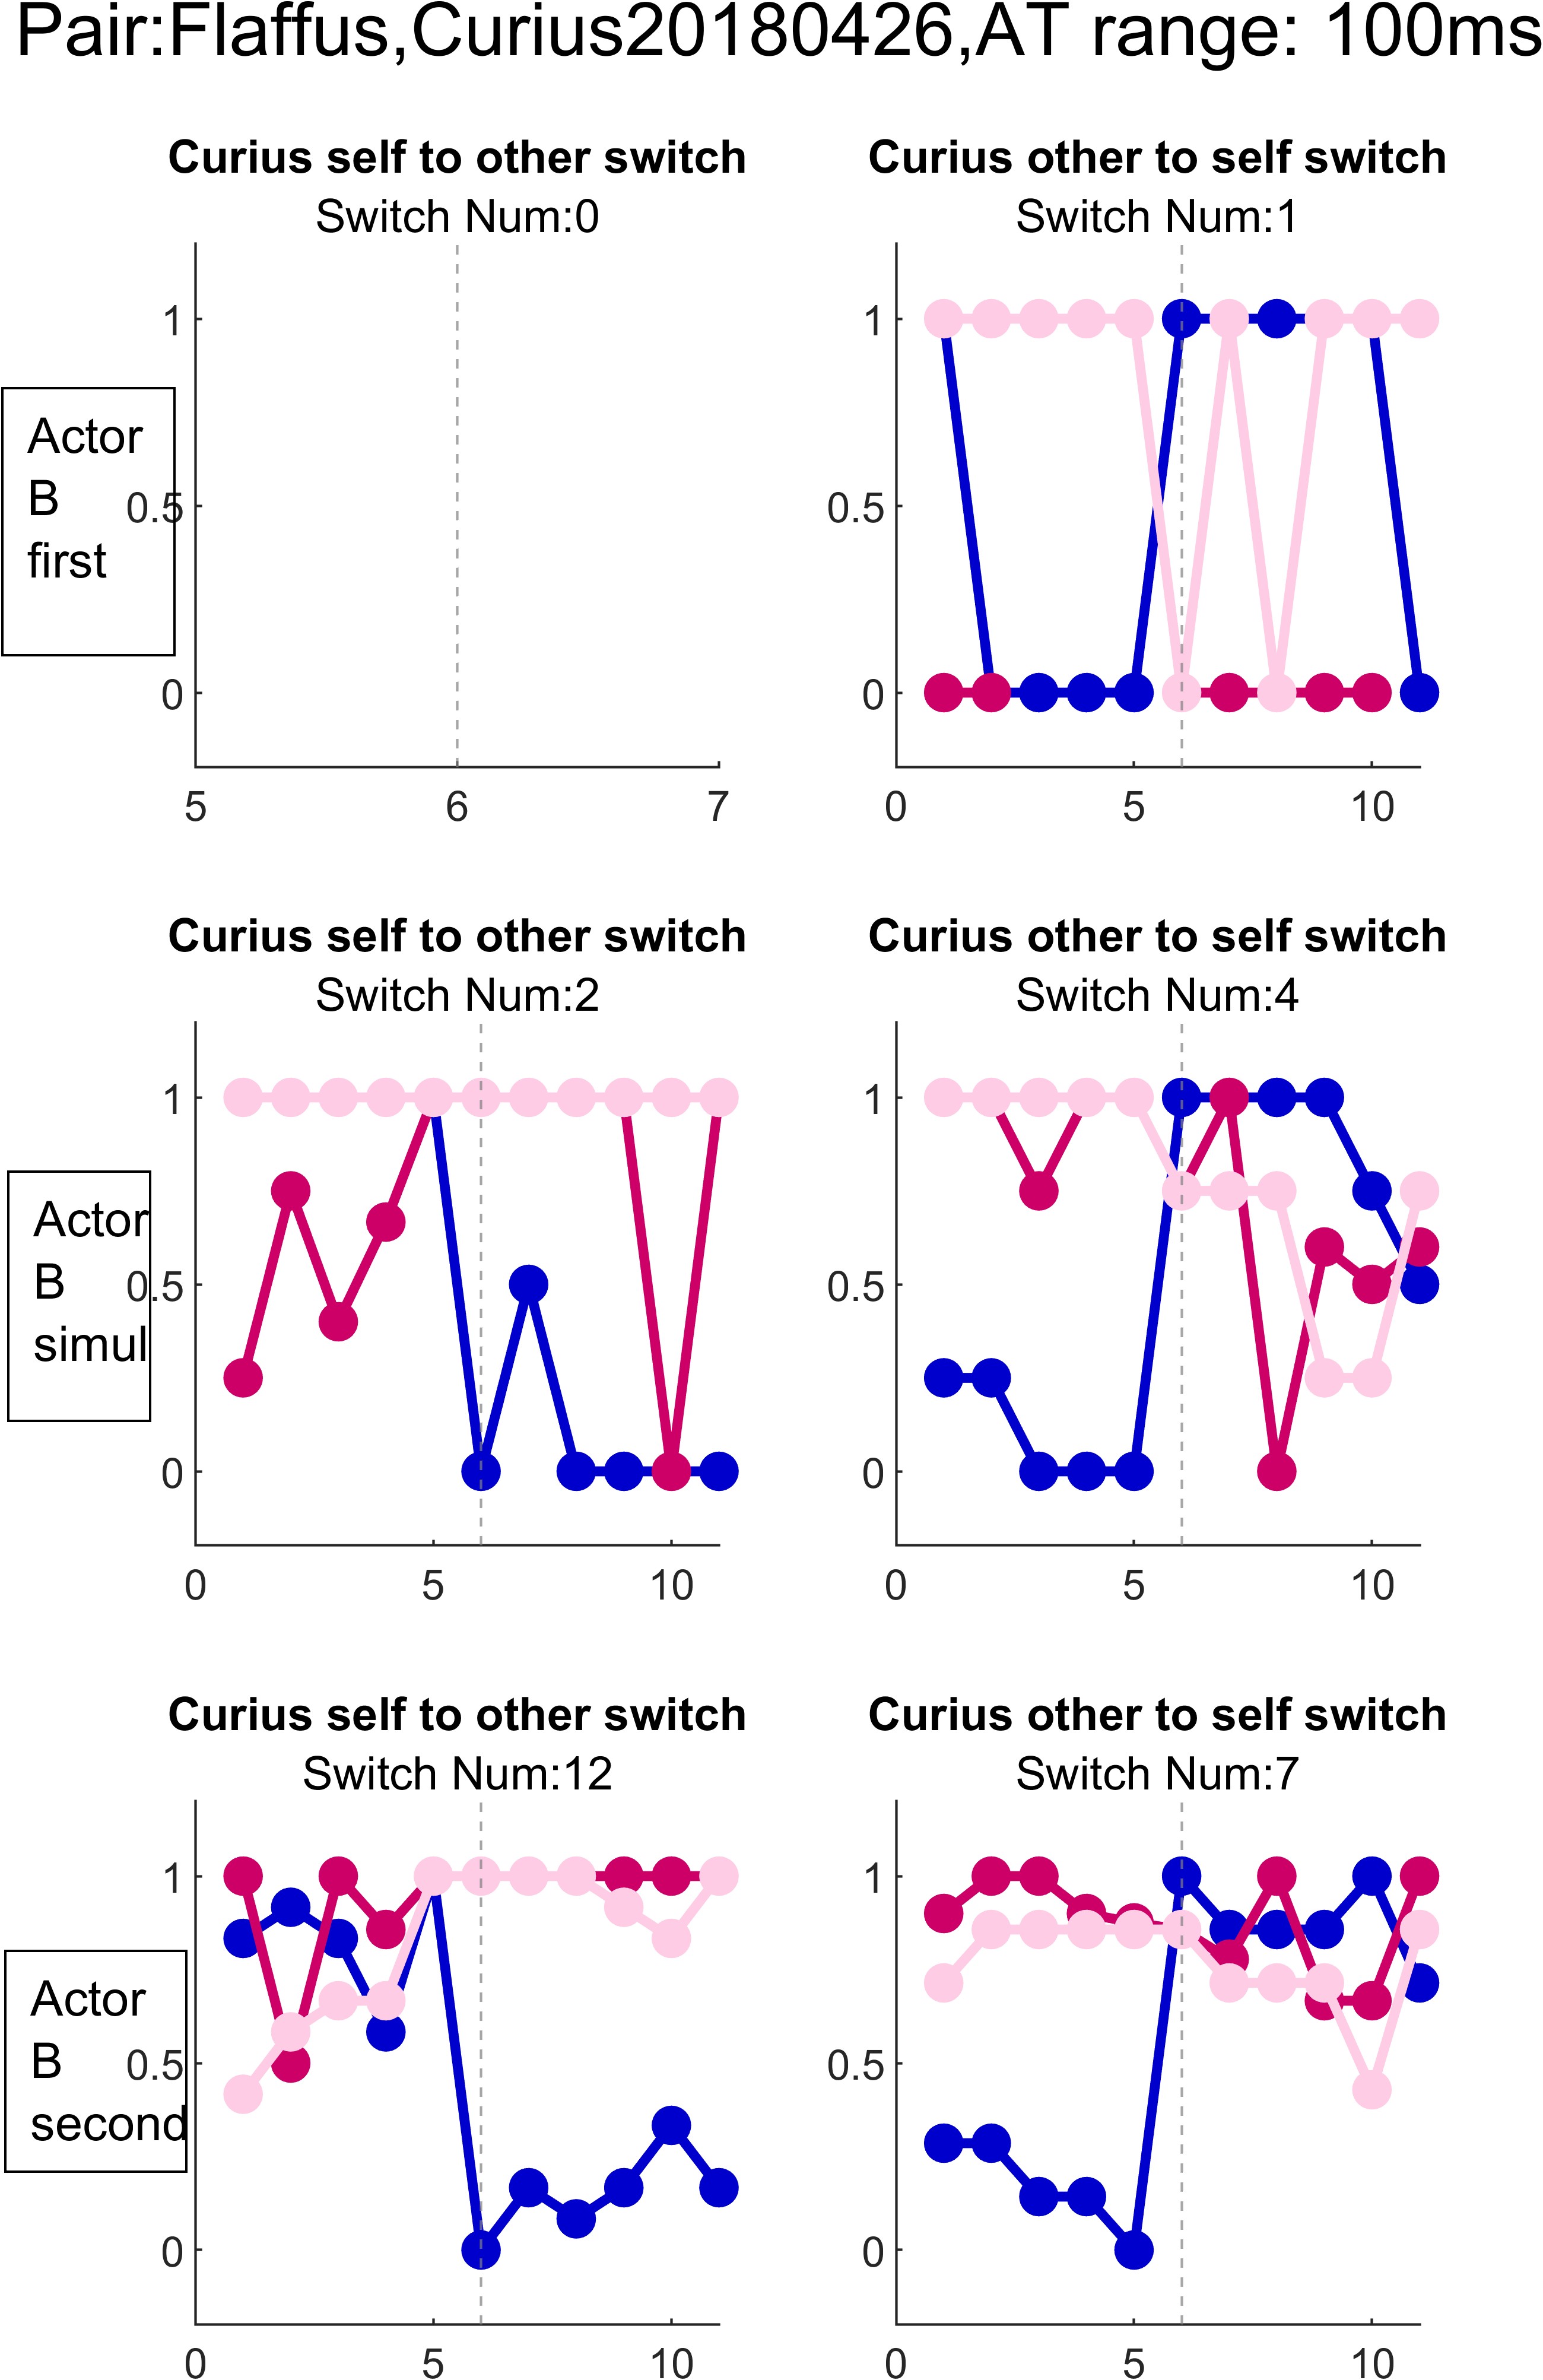 Pair:Flaffus,Curius20180426,AT range: 100ms
Curius self to other switch
Switch Num:0
Curius other to self switch
Switch Num:1
Actor
B
first
1
0.5
0
5 6 7
1
0.5
0
0 5 10
Curius self to other switch
Switch Num:2
Curius other to self switch
Switch Num:4
Actor
B
simul
1
0.5
0
0 5 10
1
0.5
0
0 5 10
Curius self to other switch
Switch Num:12
Curius other to self switch
Switch Num:7
Actor
B
second
1
0.5
0
0 5 10
1
0.5
0
0 5 10